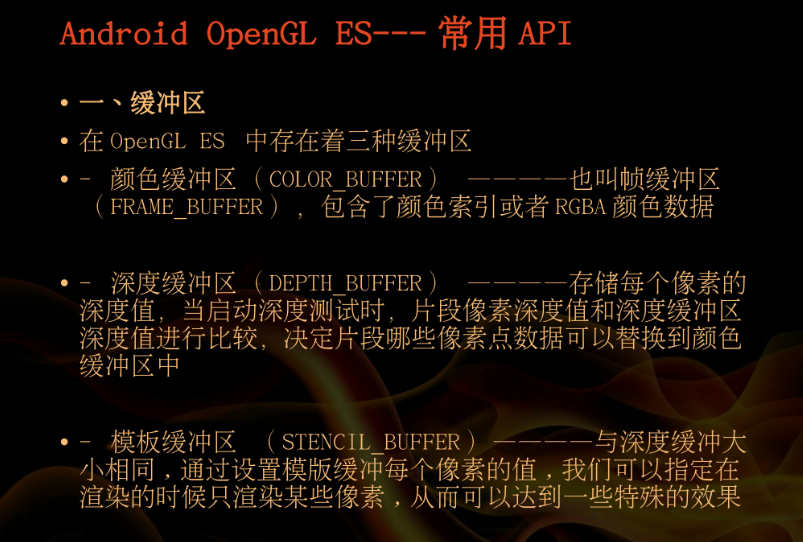 Android OpenGL ES--- 常用 API
• 一、缓冲区
• 在 OpenGL ES 中存在着三种缓冲区
• - 颜色缓冲区（COLOR_BUFFER） ————也叫帧缓冲区
（FRAME_BUFFER），包含了颜色索引或者 RGBA 颜色数据
• - 深度缓冲区（DEPTH_BUFFER） ————存储每个像素的
深度值，当启动深度测试时，片段像素深度值和深度缓冲区
深度值进行比较，决定片段哪些像素点数据可以替换到颜色
缓冲区中
• - 模板缓冲区 （STENCIL_BUFFER）————与深度缓冲大
小相同，通过设置模版缓冲每个像素的值，我们可以指定在
渲染的时候只渲染某些像素，从而可以达到一些特殊的效果